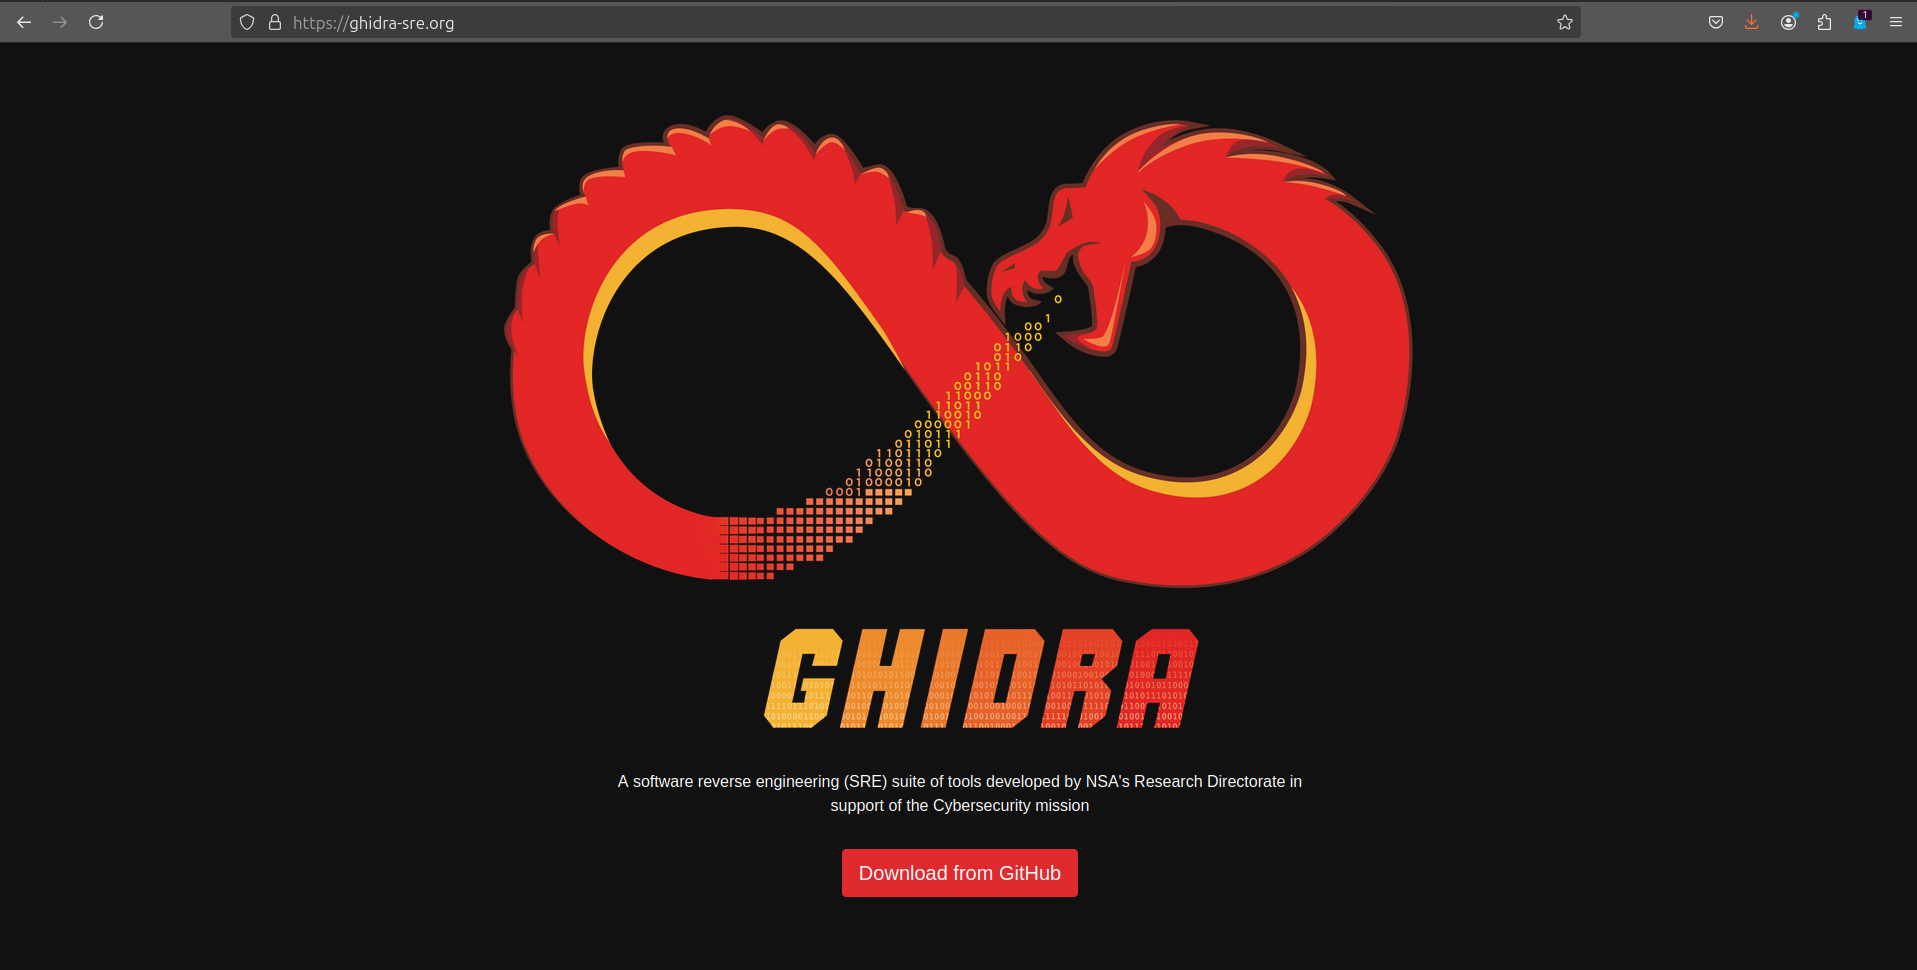 https://ghidra-sre.org
1
GHIDRA
A software reverse engineering (SRE) suite of tools developed by NSA's Research Directorate in
support of the Cybersecurity mission
Download from GitHub